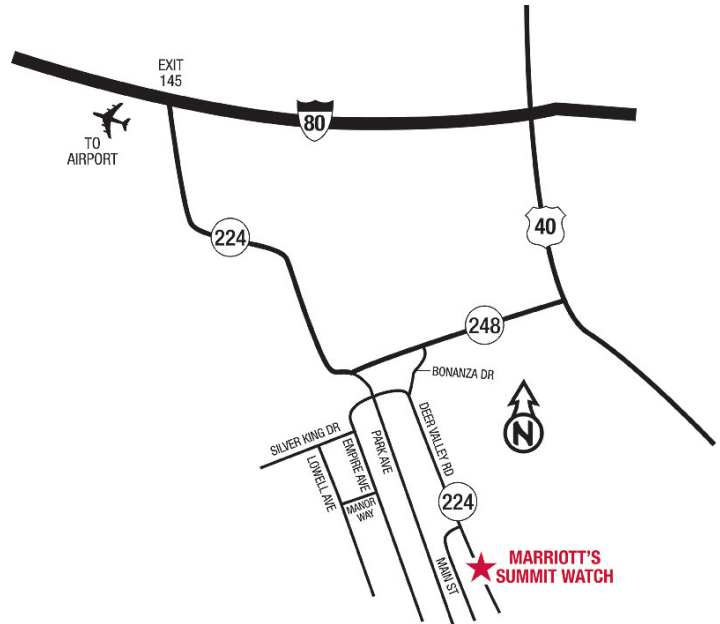 EXIT
145
80
TO
AIRPORT
224
40
248
BONANZA DR
N
SILVER KING DR
LOWELL AVE
EMPIRE AVE
MANOR
WAY
PARK AVE
DEER VALLEY RD
224
MAIN ST
MARRIOTT'S
SUMMIT WATCH